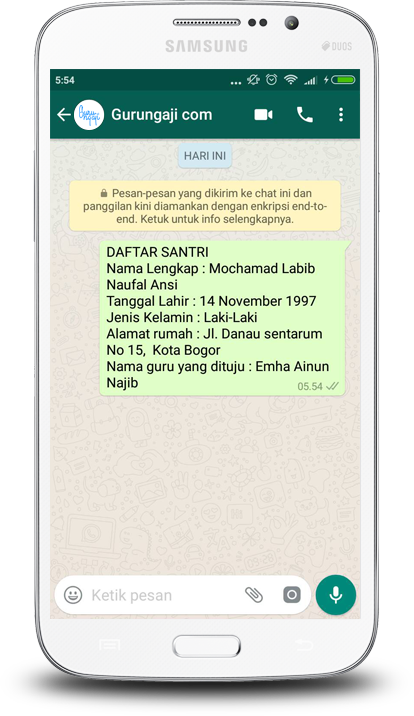 SAMSUNG DUOS
5:54
Guru ngaji
Gurungaji com
HARI INI
Pesan-pesan yang dikirim ke chat ini dan
panggilan kini diamankan dengan enkripsi end-to-
end. Ketuk untuk info selengkapnya.
DAFTAR SANTRI
Nama Lengkap : Mochamad Labib
Naufal Ansi
Tanggal Lahir : 14 November 1997
Jenis Kelamin : Laki-Laki
Alamat rumah : Jl. Danau sentarum
No 15,  Kota Bogor
Nama guru yang dituju : Emha Ainun
Najib
05.54
Ketik pesan